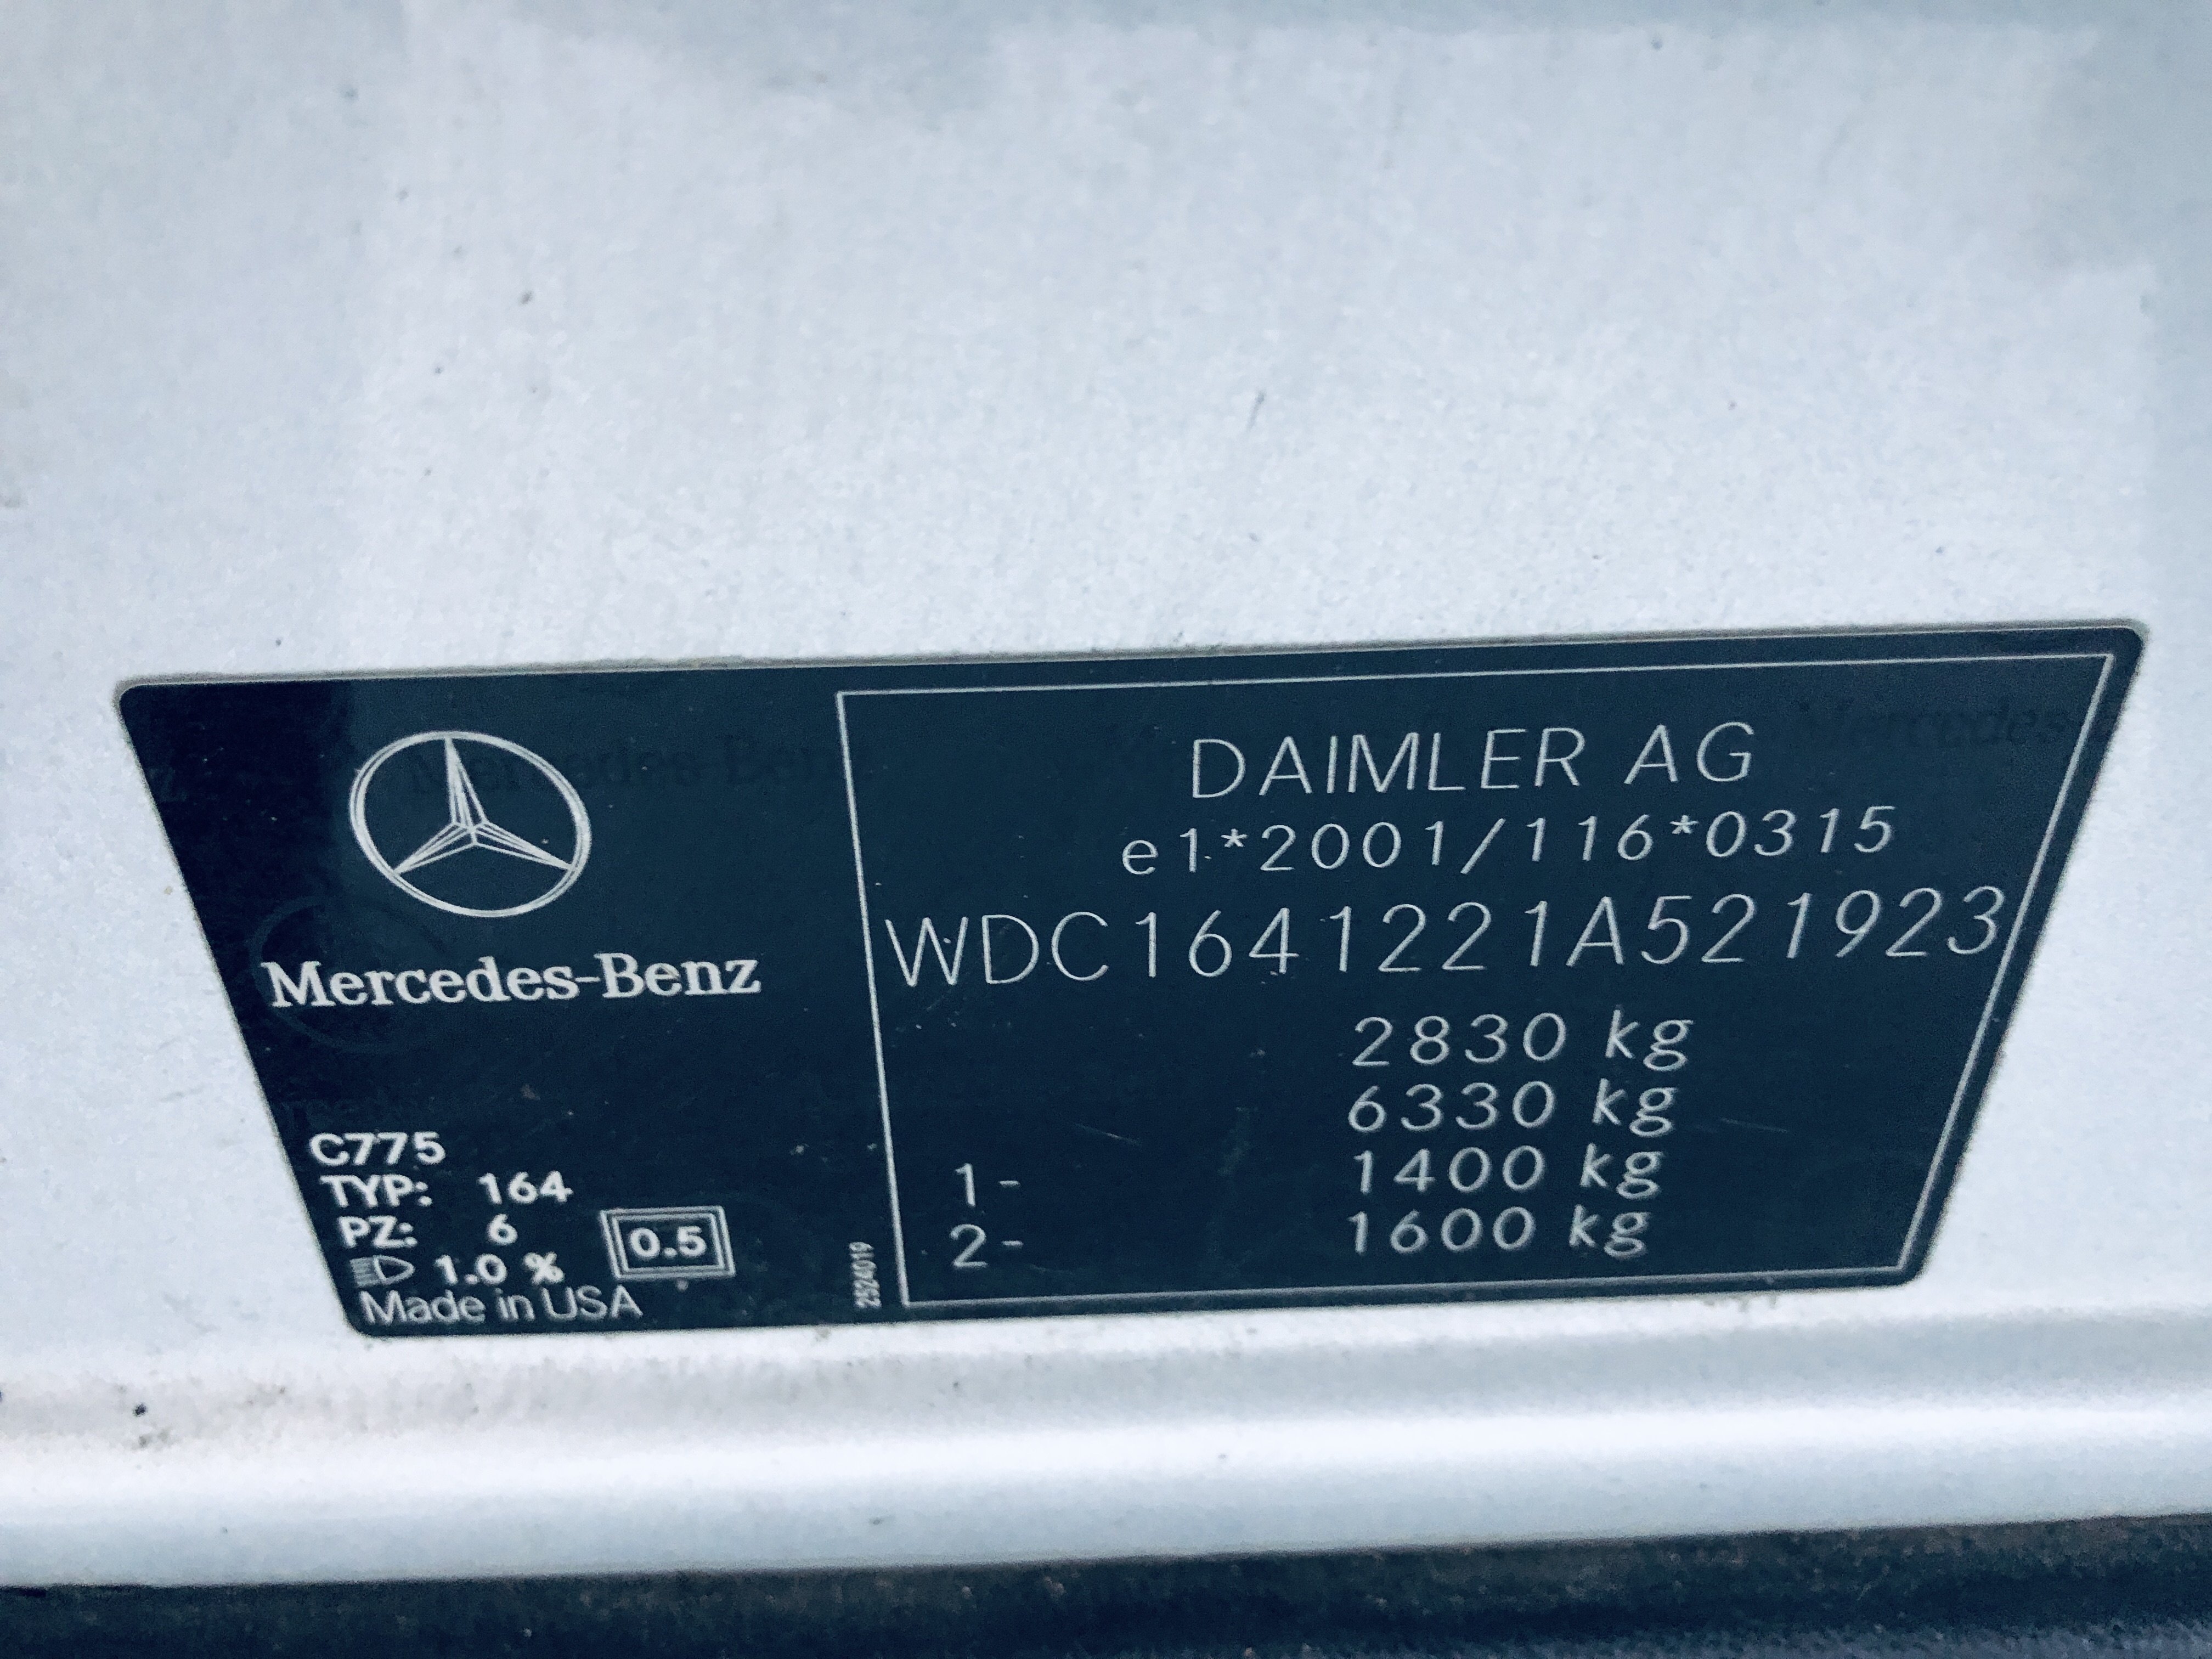 Mercedes-Benz
C775
TYP: 164
PZ: 6
1.0 %
0.5
Made in USA
2524019
DAIMLER AG
e1*2001/116*0315
WDC1641221A521923
2830 kg
6330 kg
1- 1400 kg
2- 1600 kg